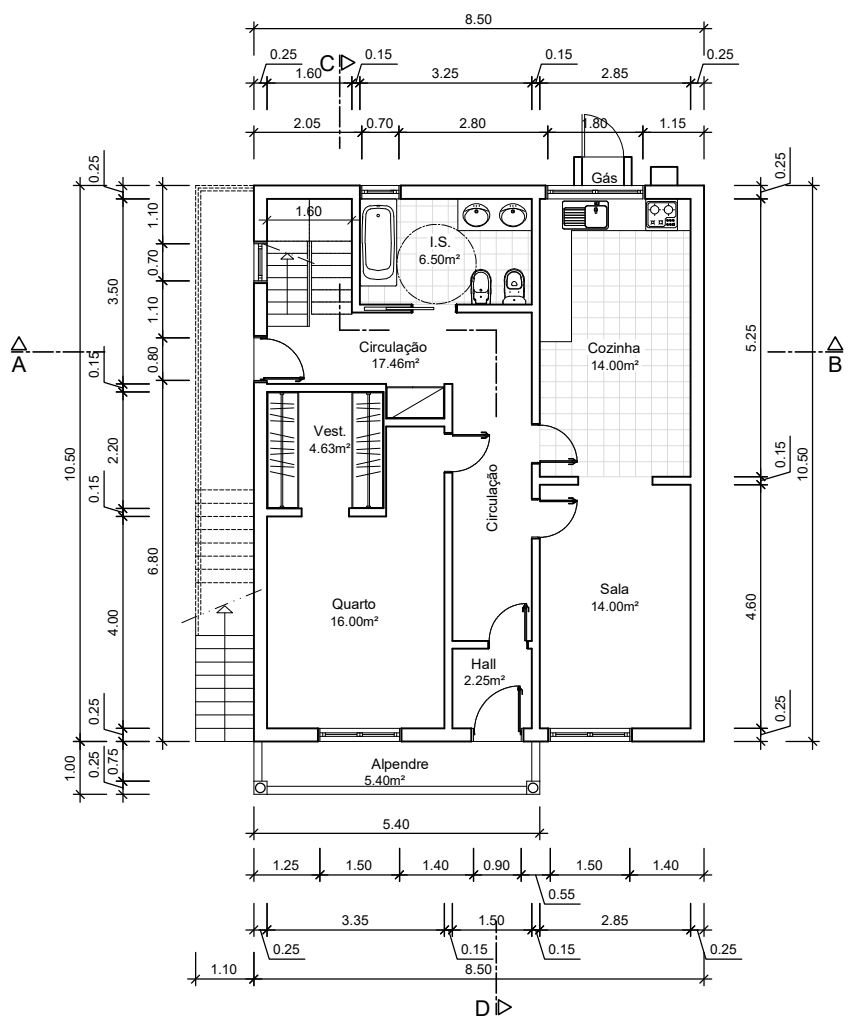 8.50
0.25
C
0.15
0.15
0.25
1.60
3.25
2.85
2.05
0.70
2.80
1.80
1.15
0.25
0.25
Gás
1.10
1.60
I.S.
6.50m²
0.70
3.50
1.10
5.25
A
Circulação
17.46m²
Cozinha
14.00m²
B
0.80
0.15
Vest.
4.63m²
2.20
10.50
0.15
10.50
0.15
Circulação
6.80
Quarto
16.00m²
Sala
14.00m²
4.00
4.60
Hall
2.25m²
0.25
0.25
1.00
0.25
0.75
Alpendre
5.40m²
5.40
1.25
1.50
1.40
0.90
1.50
1.40
0.55
3.35
1.50
2.85
0.25
0.15
0.15
0.25
1.10
8.50
D